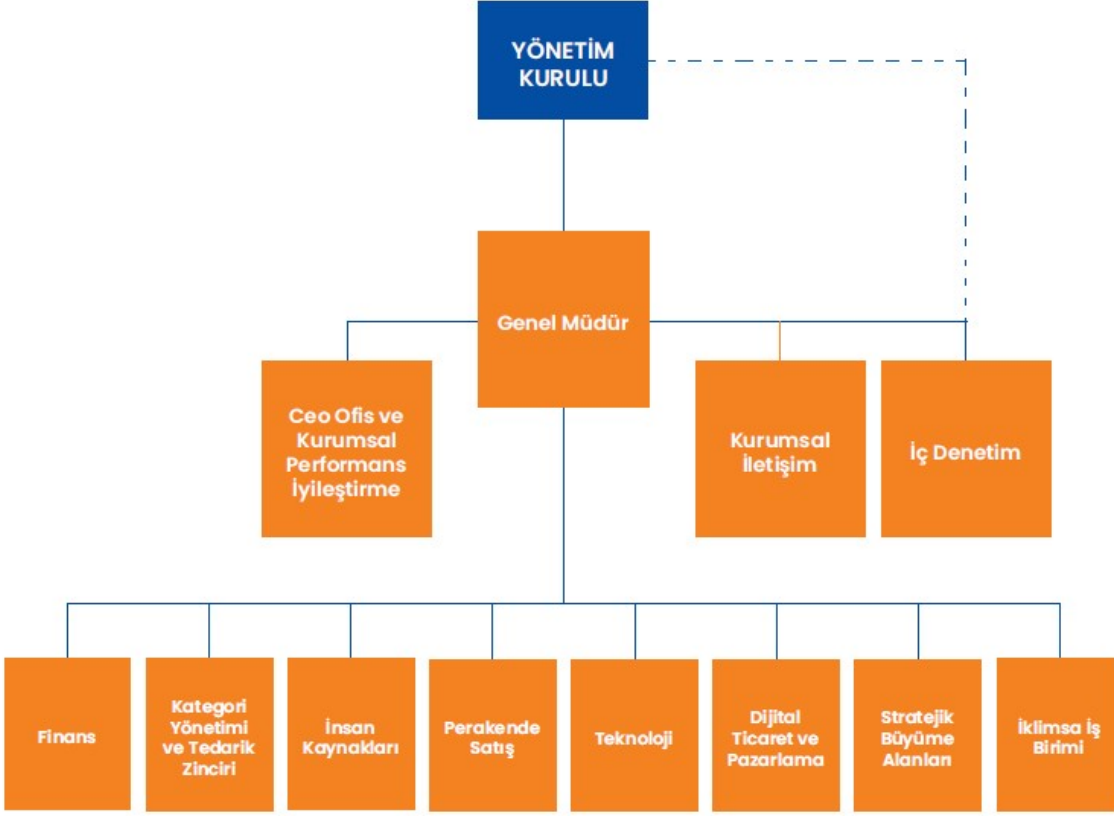 YÖNETİM
KURULU
Genel Müdür
Ceo Ofis ve
Kurumsal
Performans
İyileştirme
Kurumsal
İletişim
İç Denetim
Finans
Kategori
Yönetimi
ve Tedarik
Zinciri
İnsan
Kaynakları
Perakende
Satış
Teknoloji
Dijital
Ticaret ve
Pazarlama
Stratejik
Büyüme
Alanları
İklimsa İş
Birimi